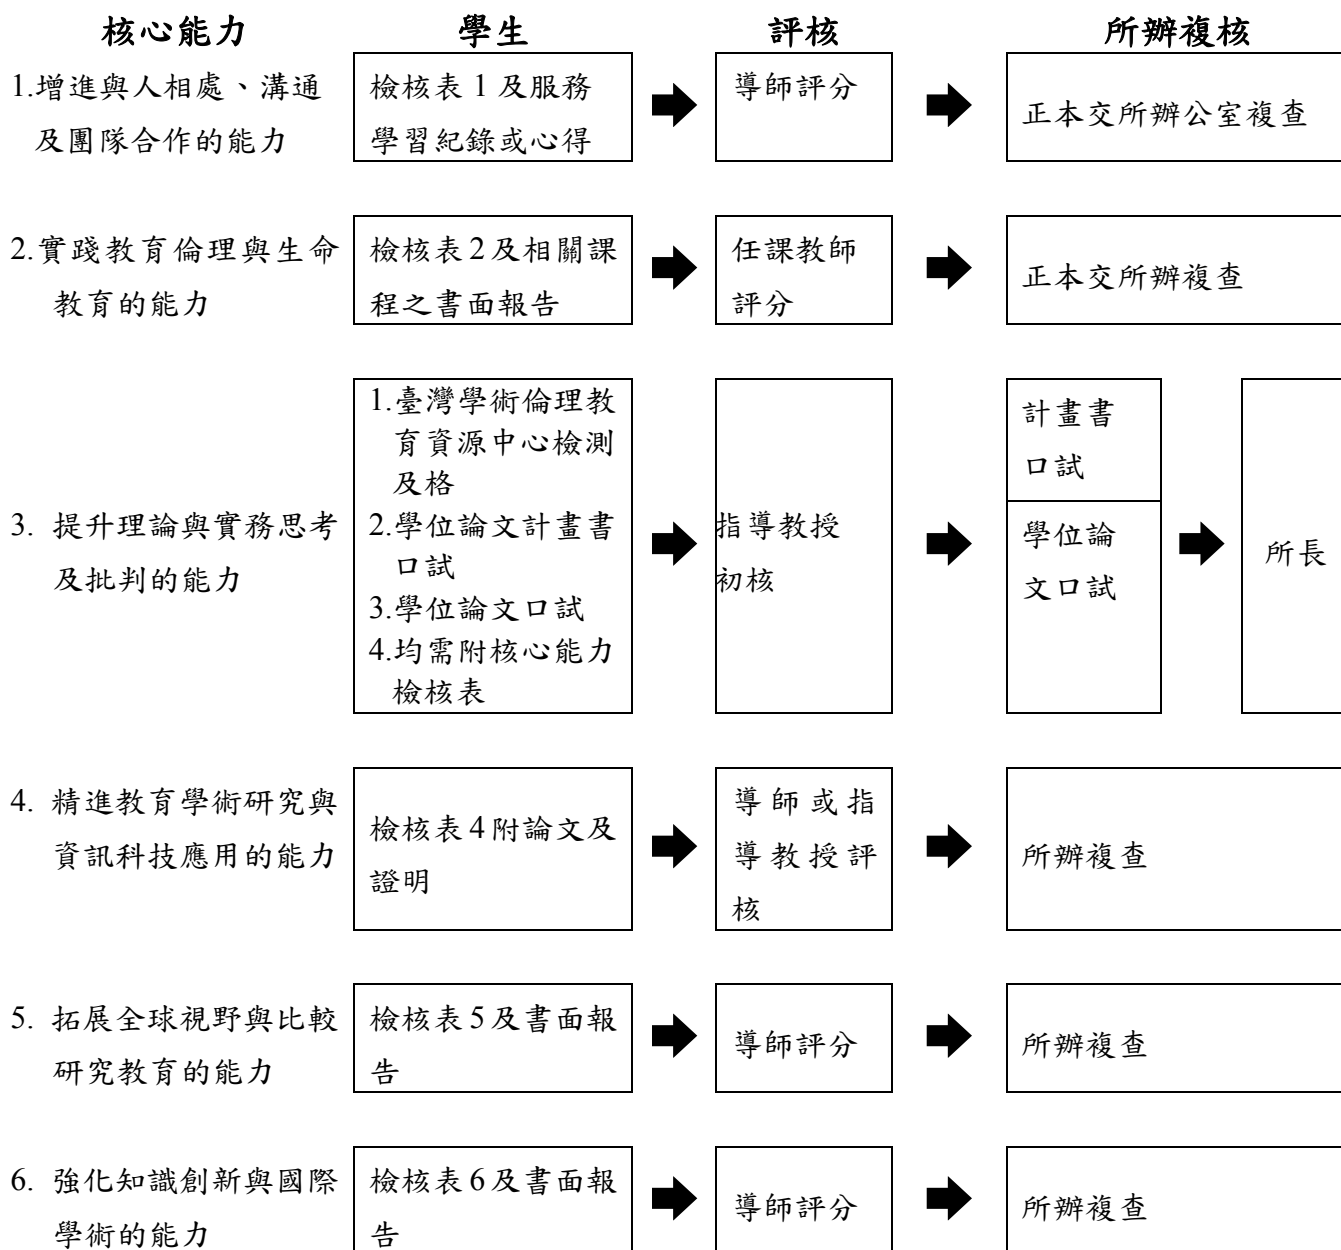 核心能力 學生 評核 所辦複核
1.增進與人相處、溝通
及團隊合作的能力
檢核表 1 及服務
學習紀錄或心得
導師評分
正本交所辦公室複查
2.實踐教育倫理與生命
教育的能力
檢核表 2 及相關課
程之書面報告
任課教師
評分
正本交所辦複查
3. 提升理論與實務思考
及批判的能力
1.臺灣學術倫理教
育資源中心檢測
及格
2.學位論文計畫書
口試
3.學位論文口試
4.均需附核心能力
檢核表
指導教授
初核
計畫書
口試
學位論
文口試
所長
4. 精進教育學術研究與
資訊科技應用的能力
檢核表 4 附論文及
證明
導師或指
導教授評
核
所辦複查
5. 拓展全球視野與比較
研究教育的能力
檢核表 5 及書面報
告
導師評分
所辦複查
6. 強化知識創新與國際
學術的能力
檢核表 6 及書面報
告
導師評分
所辦複查